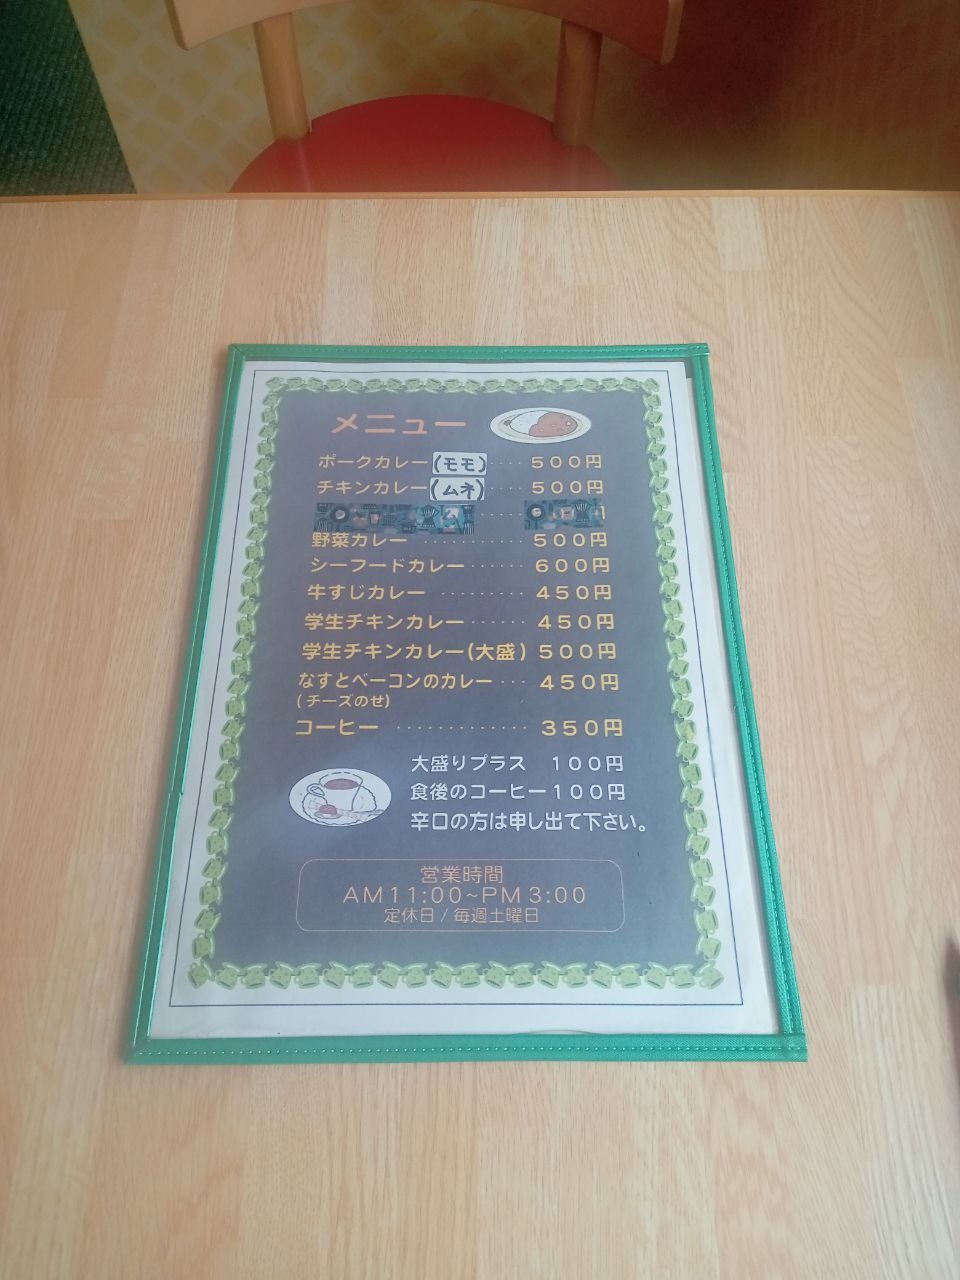 メニュー
ポークカレー(モモ)････500円
チキンカレー(ムネ)････500円
野菜カレー ･･･････････ 500円
シーフードカレー ･･････ 600円
牛すじカレー ･････････ 450円
学生チキンカレー ･･････ 450円
学生チキンカレー(大盛) 500円
なすとベーコンのカレー ･･･ 450円
(チーズのせ)
コーヒー ･････････････ 350円
大盛りプラス 100円
食後のコーヒー100円
辛口の方は申し出て下さい。
営業時間
AM11:00~PM3:00
定休日/毎週土曜日